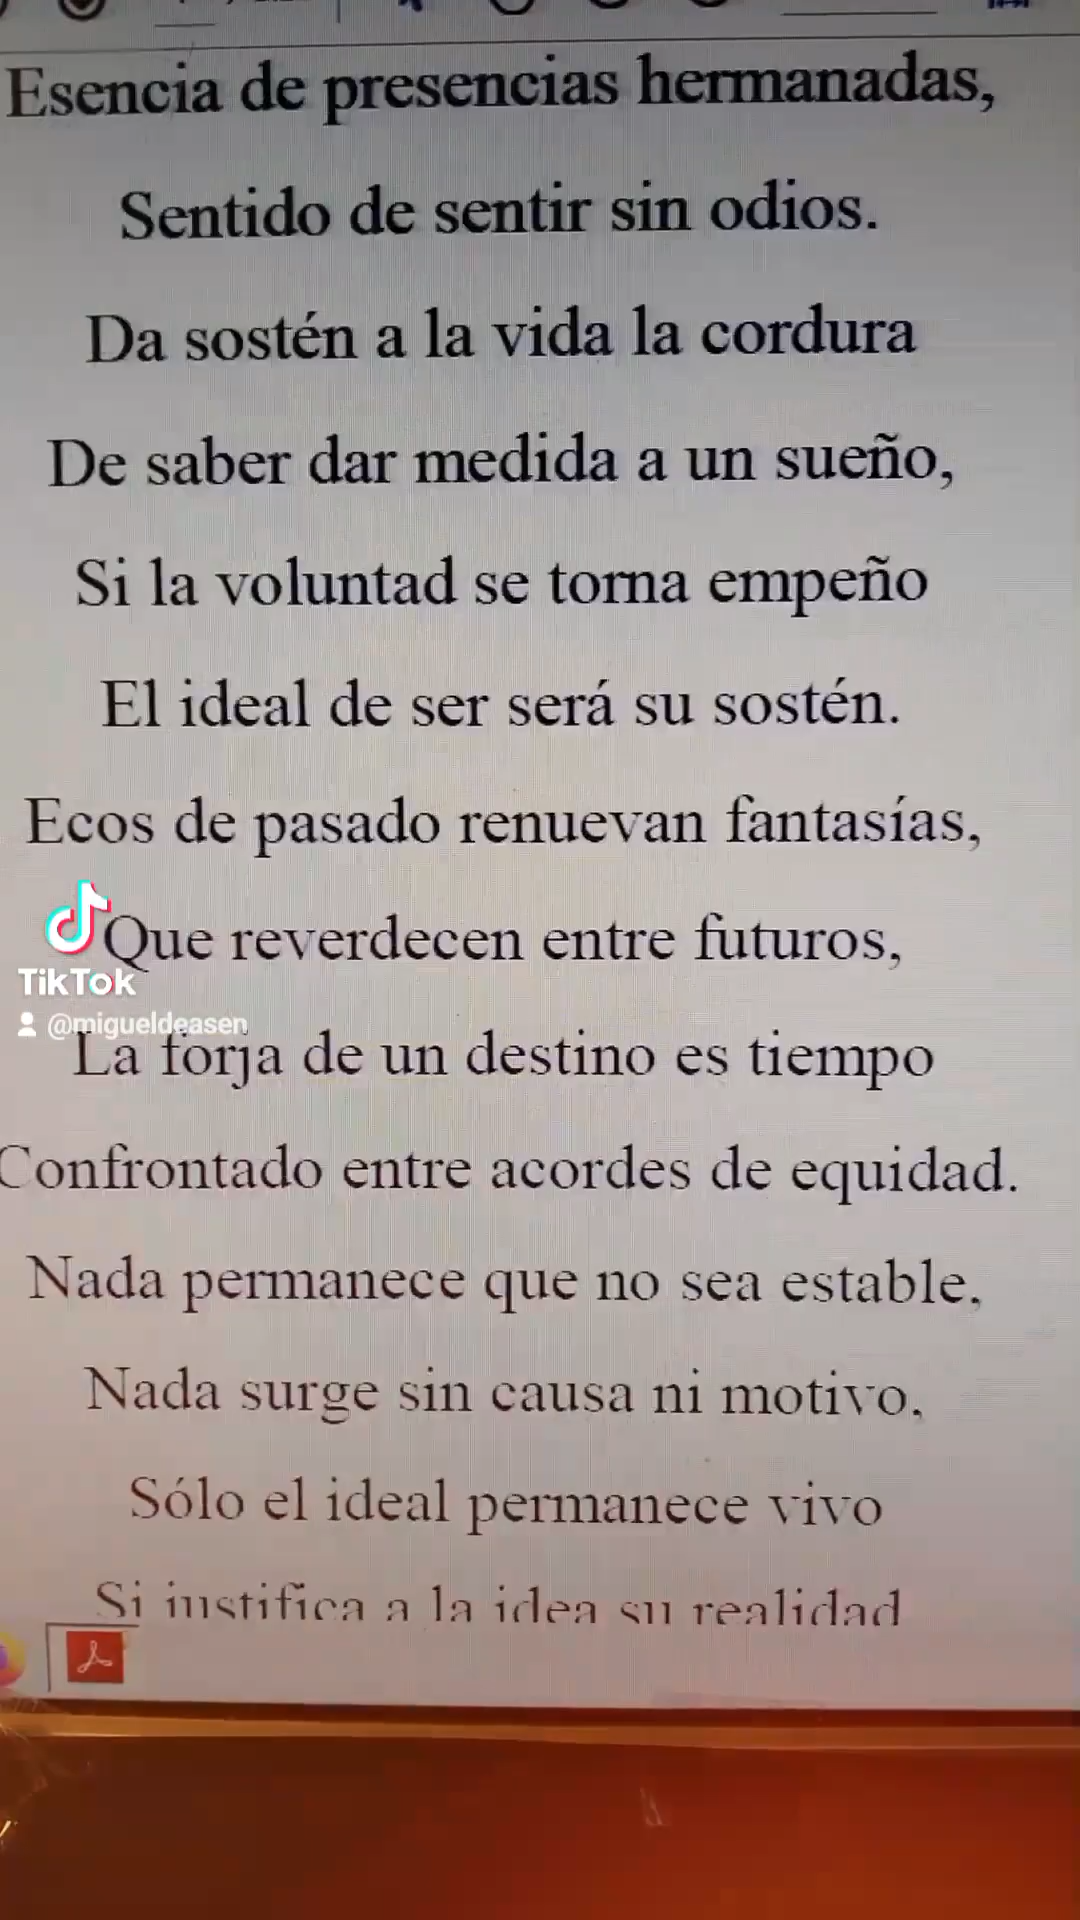 Esencia de presencias hermanadas,
Sentido de sentir sin odios.
Da sostén a la vida la cordura
De saber dar medida a un sueño,
Si la voluntad se torna empeño
El ideal de ser será su sostén.
Ecos de pasado renuevan fantasías,
Que reverdecen entre futuros,
TikTok
@migueldeasen
La forja de un destino es tiempo
Confrontado entre acordes de equidad.
Nada permanece que no sea estable,
Nada surge sin causa ni motivo,
Sólo el ideal permanece vivo
Si justifica a la idea su realidad